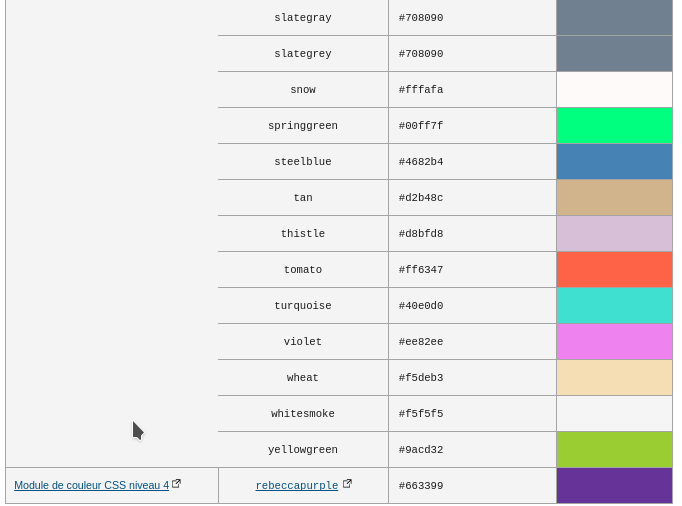 slategray #708090
slategrey #708090
snow #fffafa
springgreen #00ff7f
steelblue #4682b4
tan #d2b48c
thistle #d8bfd8
tomato #ff6347
turquoise #40e0d0
violet #ee82ee
wheat #f5deb3
whitesmoke #f5f5f5
yellowgreen #9acd32
Module de couleur CSS niveau 4 rebeccapurple #663399